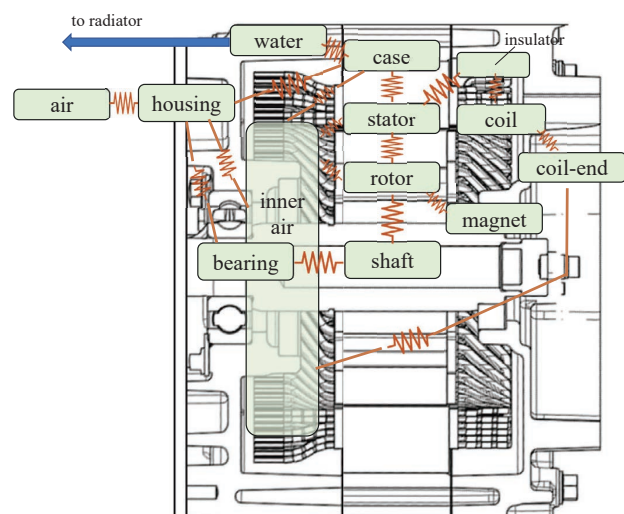 to radiator
water
case
insulator
air
housing
stator
coil
coil-end
inner
air
rotor
magnet
bearing
shaft